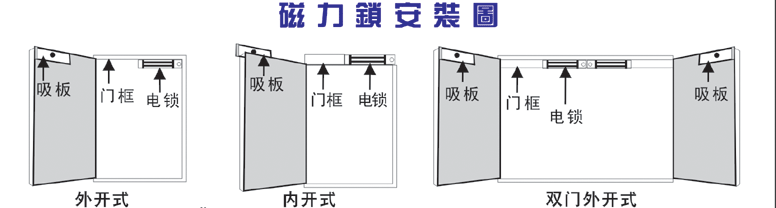 磁力鎖安裝圖
吸板 门框 电锁
外开式
吸板 门框 电锁
内开式
吸板 门框 电锁 吸板
双门外开式